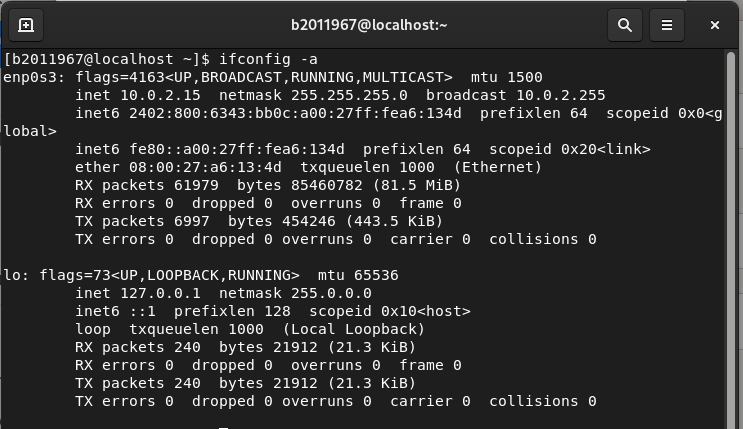 b2011967@localhost:~
[b2011967@localhost ~]$ ifconfig -a
enp0s3: flags=4163<UP,BROADCAST,RUNNING,MULTICAST>  mtu 1500
        inet 10.0.2.15  netmask 255.255.255.0  broadcast 10.0.2.255
        inet6 2402:800:6343:bb0c:a00:27ff:fea6:134d  prefixlen 64  scopeid 0x0<g
lobal>
        inet6 fe80::a00:27ff:fea6:134d  prefixlen 64  scopeid 0x20<link>
        ether 08:00:27:a6:13:4d  txqueuelen 1000  (Ethernet)
        RX packets 61979  bytes 85460782 (81.5 MiB)
        RX errors 0  dropped 0  overruns 0  frame 0
        TX packets 6997  bytes 454246 (443.5 KiB)
        TX errors 0  dropped 0 overruns 0  carrier 0  collisions 0

lo: flags=73<UP,LOOPBACK,RUNNING>  mtu 65536
        inet 127.0.0.1  netmask 255.0.0.0
        inet6 ::1  prefixlen 128  scopeid 0x10<host>
        loop  txqueuelen 1000  (Local Loopback)
        RX packets 240  bytes 21912 (21.3 KiB)
        RX errors 0  dropped 0  overruns 0  frame 0
        TX packets 240  bytes 21912 (21.3 KiB)
        TX errors 0  dropped 0 overruns 0  carrier 0  collisions 0